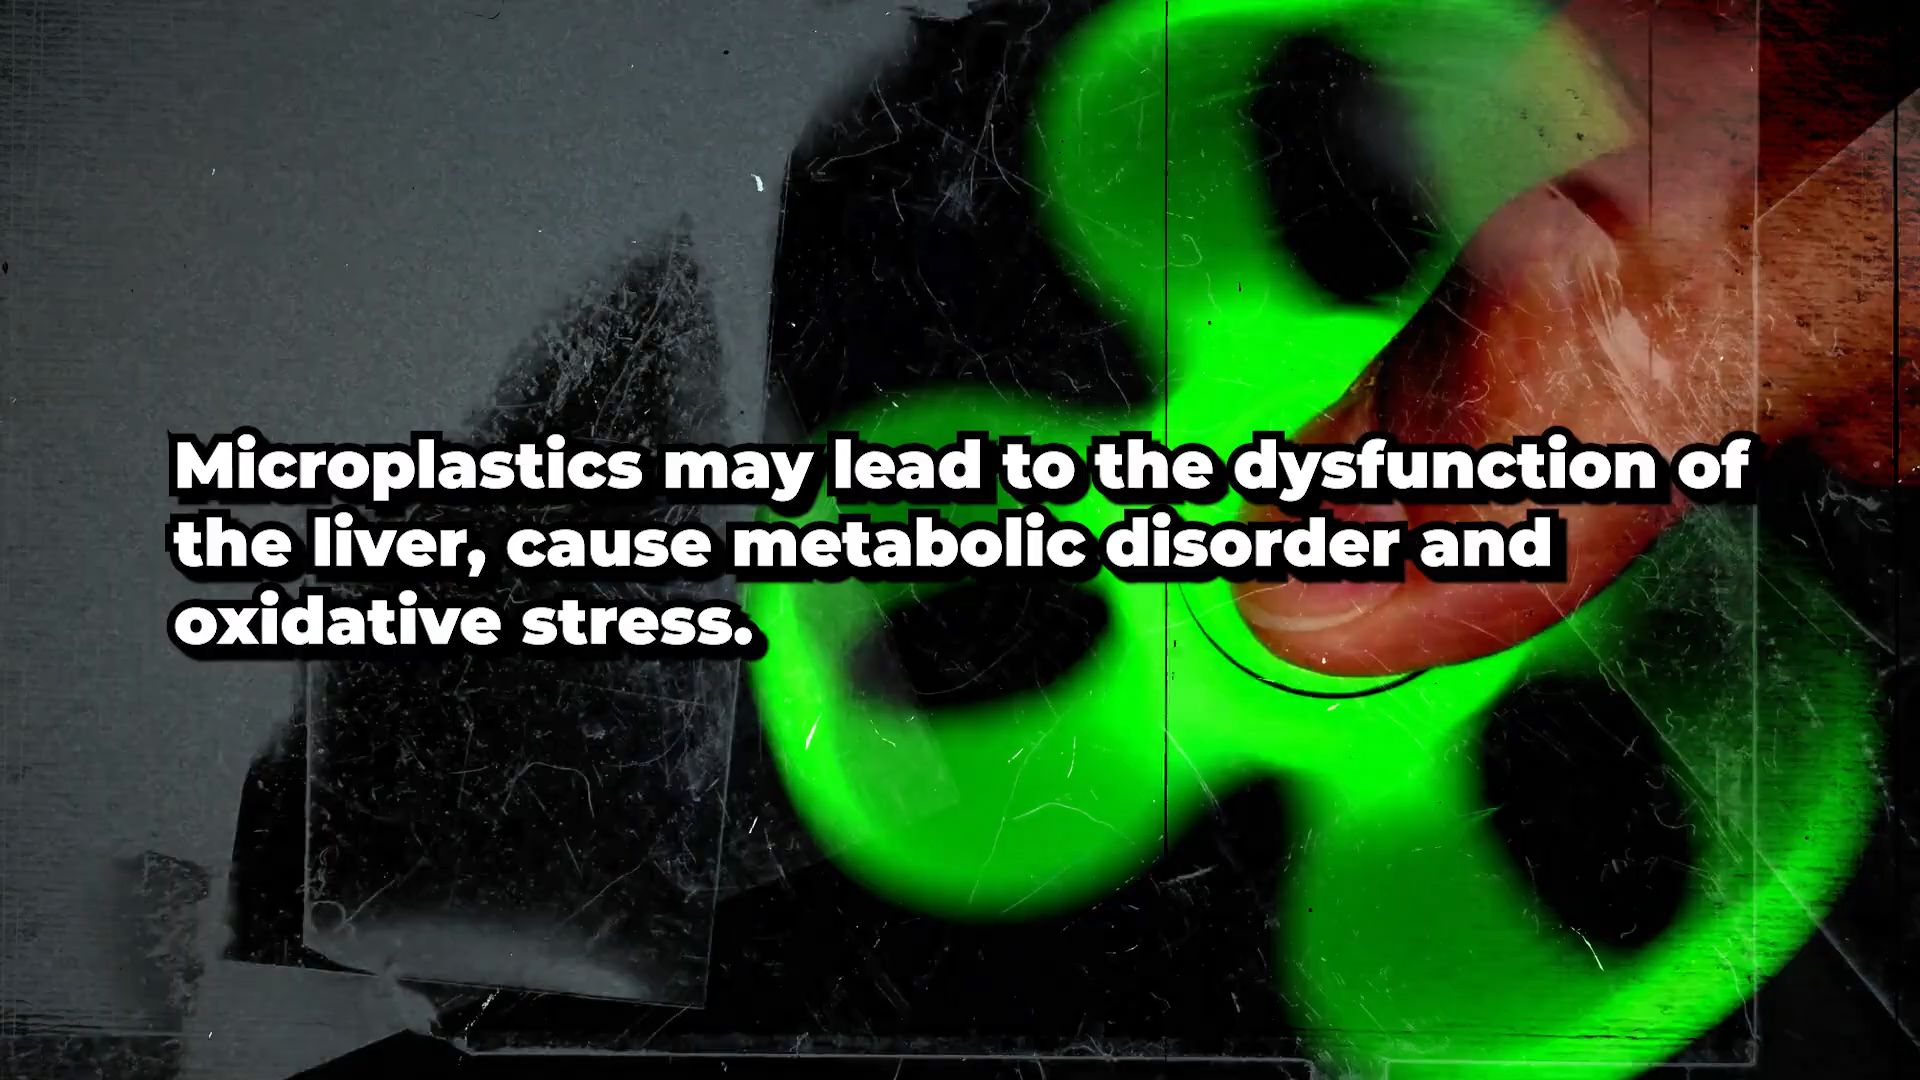 Microplastics may lead to the dysfunction of
the liver, cause metabolic disorder and
oxidative stress.